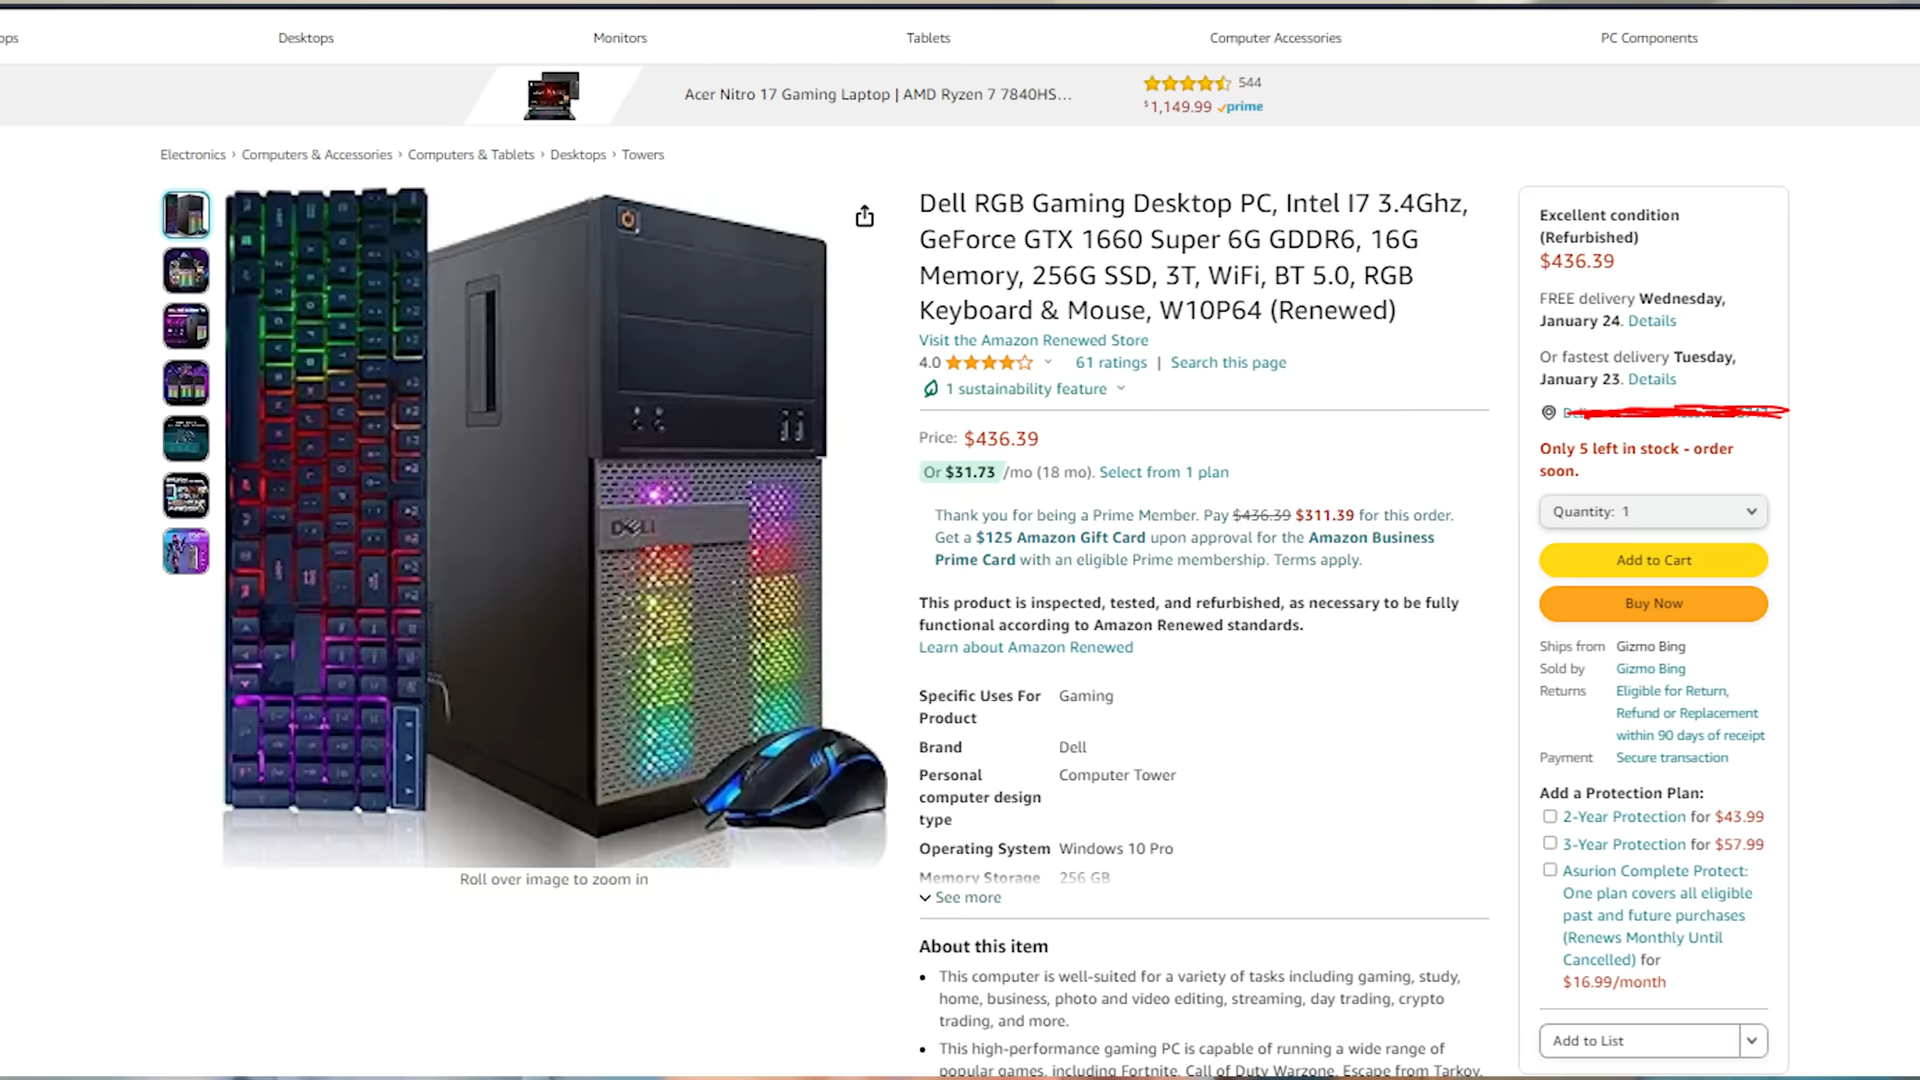 ops
Desktops
Monitors
Tablets
Computer Accessories
PC Components
Acer Nitro 17 Gaming Laptop | AMD Ryzen 7 7840HS...
544
$1,149.99 prime
Electronics › Computers & Accessories › Computers & Tablets › Desktops › Towers
DELL
Roll over image to zoom in
Dell RGB Gaming Desktop PC, Intel I7 3.4Ghz,
GeForce GTX 1660 Super 6G GDDR6, 16G
Memory, 256G SSD, 3T, WiFi, BT 5.0, RGB
Keyboard & Mouse, W10P64 (Renewed)
Visit the Amazon Renewed Store
4.0 61 ratings | Search this page
1 sustainability feature
Price: $436.39
Or $31.73 /mo (18 mo). Select from 1 plan
Thank you for being a Prime Member. Pay $436.39 $311.39 for this order.
Get a $125 Amazon Gift Card upon approval for the Amazon Business
Prime Card with an eligible Prime membership. Terms apply.
This product is inspected, tested, and refurbished, as necessary to be fully
functional according to Amazon Renewed standards.
Learn about Amazon Renewed
Specific Uses For Gaming
Product
Brand Dell
Personal Computer Tower
computer design
type
Operating System Windows 10 Pro
Memory Storage 256 GB
See more
About this item
• This computer is well-suited for a variety of tasks including gaming, study,
home, business, photo and video editing, streaming, day trading, crypto
trading, and more.
• This high-performance gaming PC is capable of running a wide range of
popular games, including Fortnite, Call of Duty Warzone, Escape from Tarkov,
Excellent condition
(Refurbished)
$436.39
FREE delivery Wednesday,
January 24. Details
Or fastest delivery Tuesday,
January 23. Details
Only 5 left in stock - order
soon.
Quantity: 1
Add to Cart
Buy Now
Ships from Gizmo Bing
Sold by Gizmo Bing
Returns Eligible for Return,
Refund or Replacement
within 90 days of receipt
Payment Secure transaction
Add a Protection Plan:
2-Year Protection for $43.99
3-Year Protection for $57.99
Asurion Complete Protect:
One plan covers all eligible
past and future purchases
(Renews Monthly Until
Cancelled) for
$16.99/month
Add to List